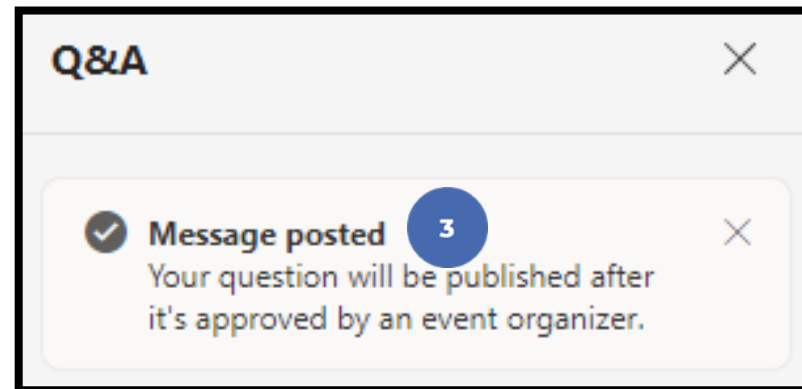 Q&A
Message posted 3
Your question will be published after
it's approved by an event organizer.